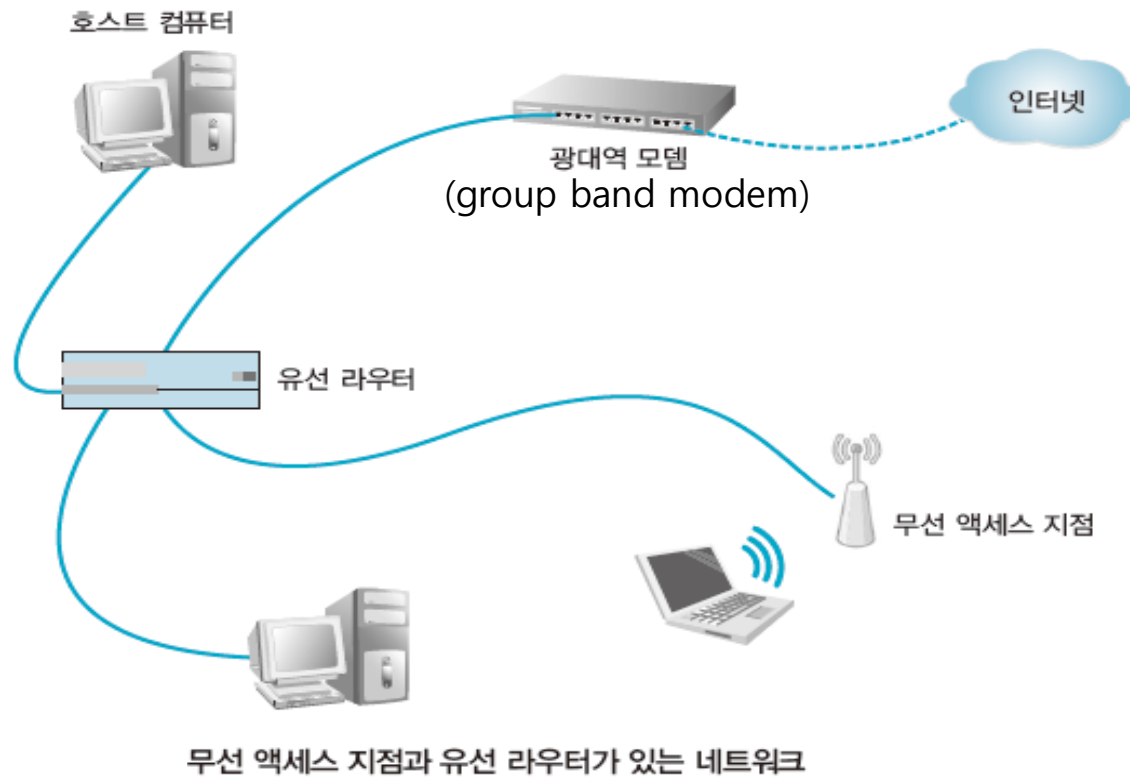 호스트 컴퓨터
인터넷
광대역 모뎀
(group band modem)
유선 라우터
무선 액세스 지점
무선 액세스 지점과 유선 라우터가 있는 네트워크